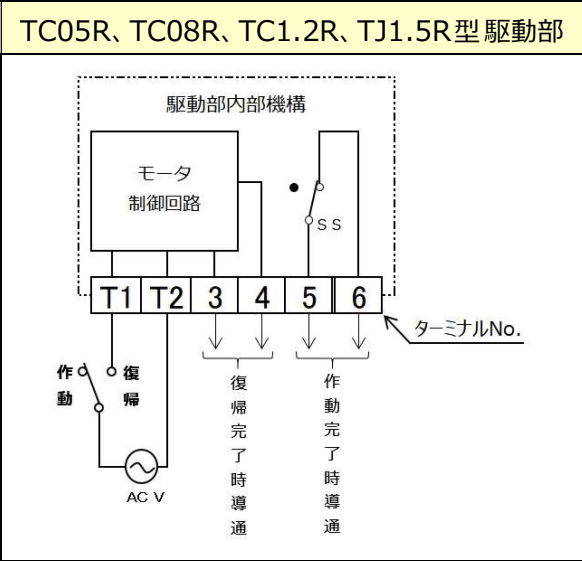 TC05R、TC08R、TC1.2R、TJ1.5R型駆動部
駆動部内部機構
モータ
制御回路
SS
T1 T2 3 4 5 6
ターミナルNo.
作動
復帰
AC V
復帰完了時導通
作動完了時導通